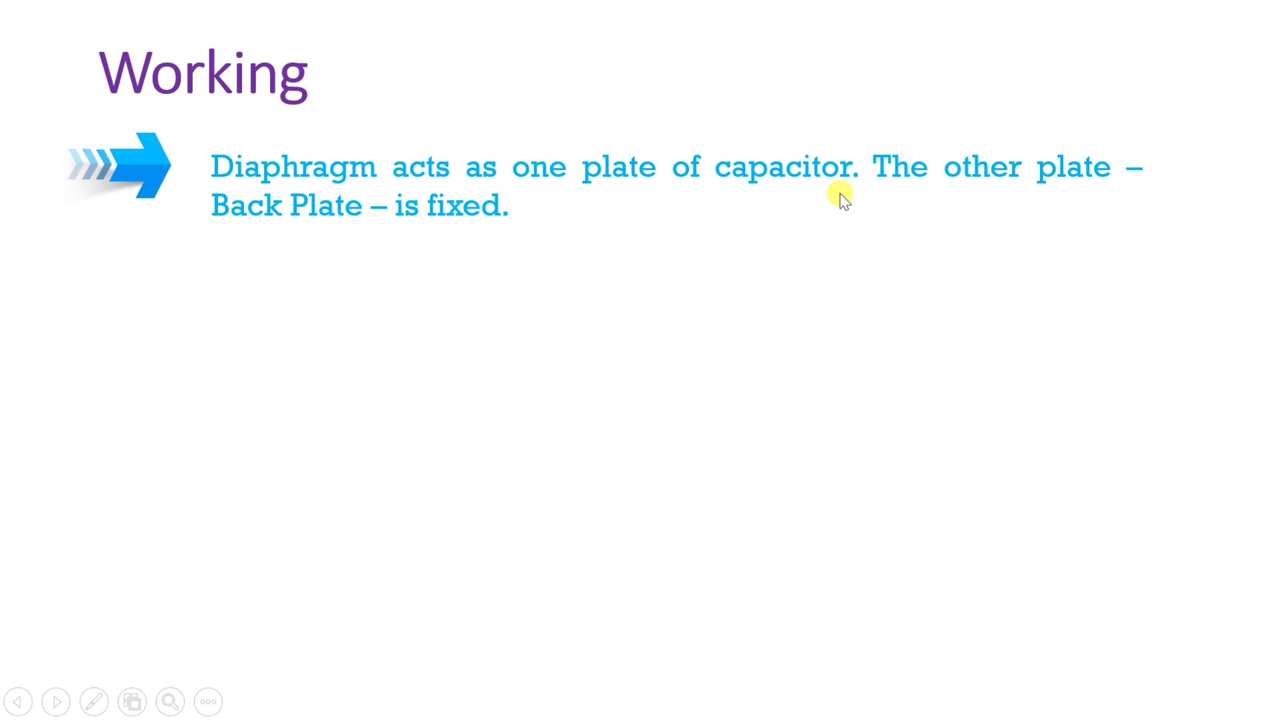 Working
Diaphragm acts as one plate of capacitor. The other plate –
Back Plate – is fixed.